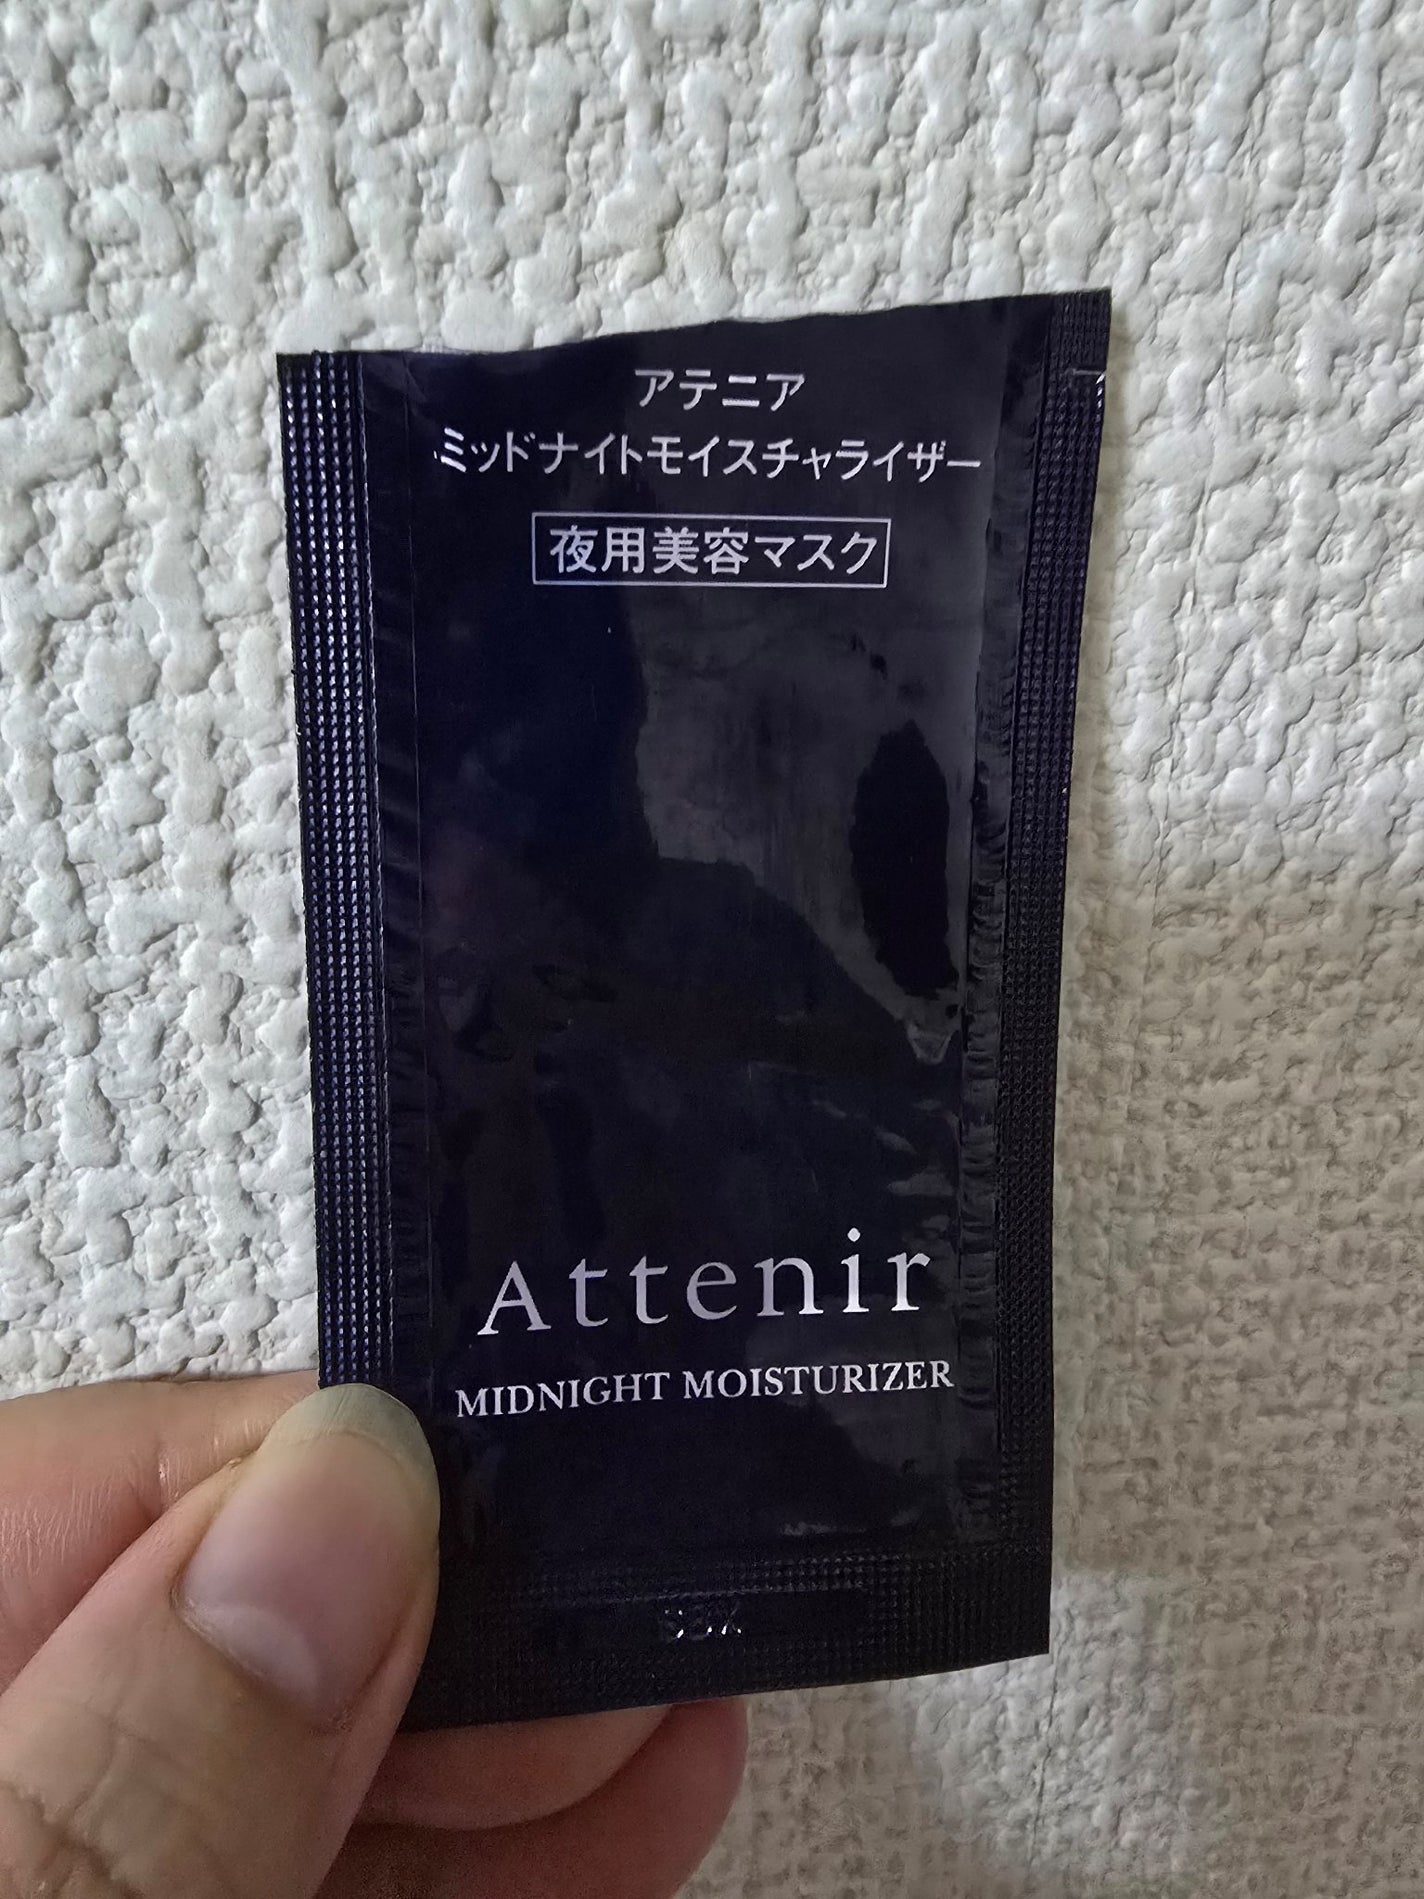 アテニア
ミッドナイトモイスチャライザー
夜用美容マスク
Attenir
MIDNIGHT MOISTURIZER